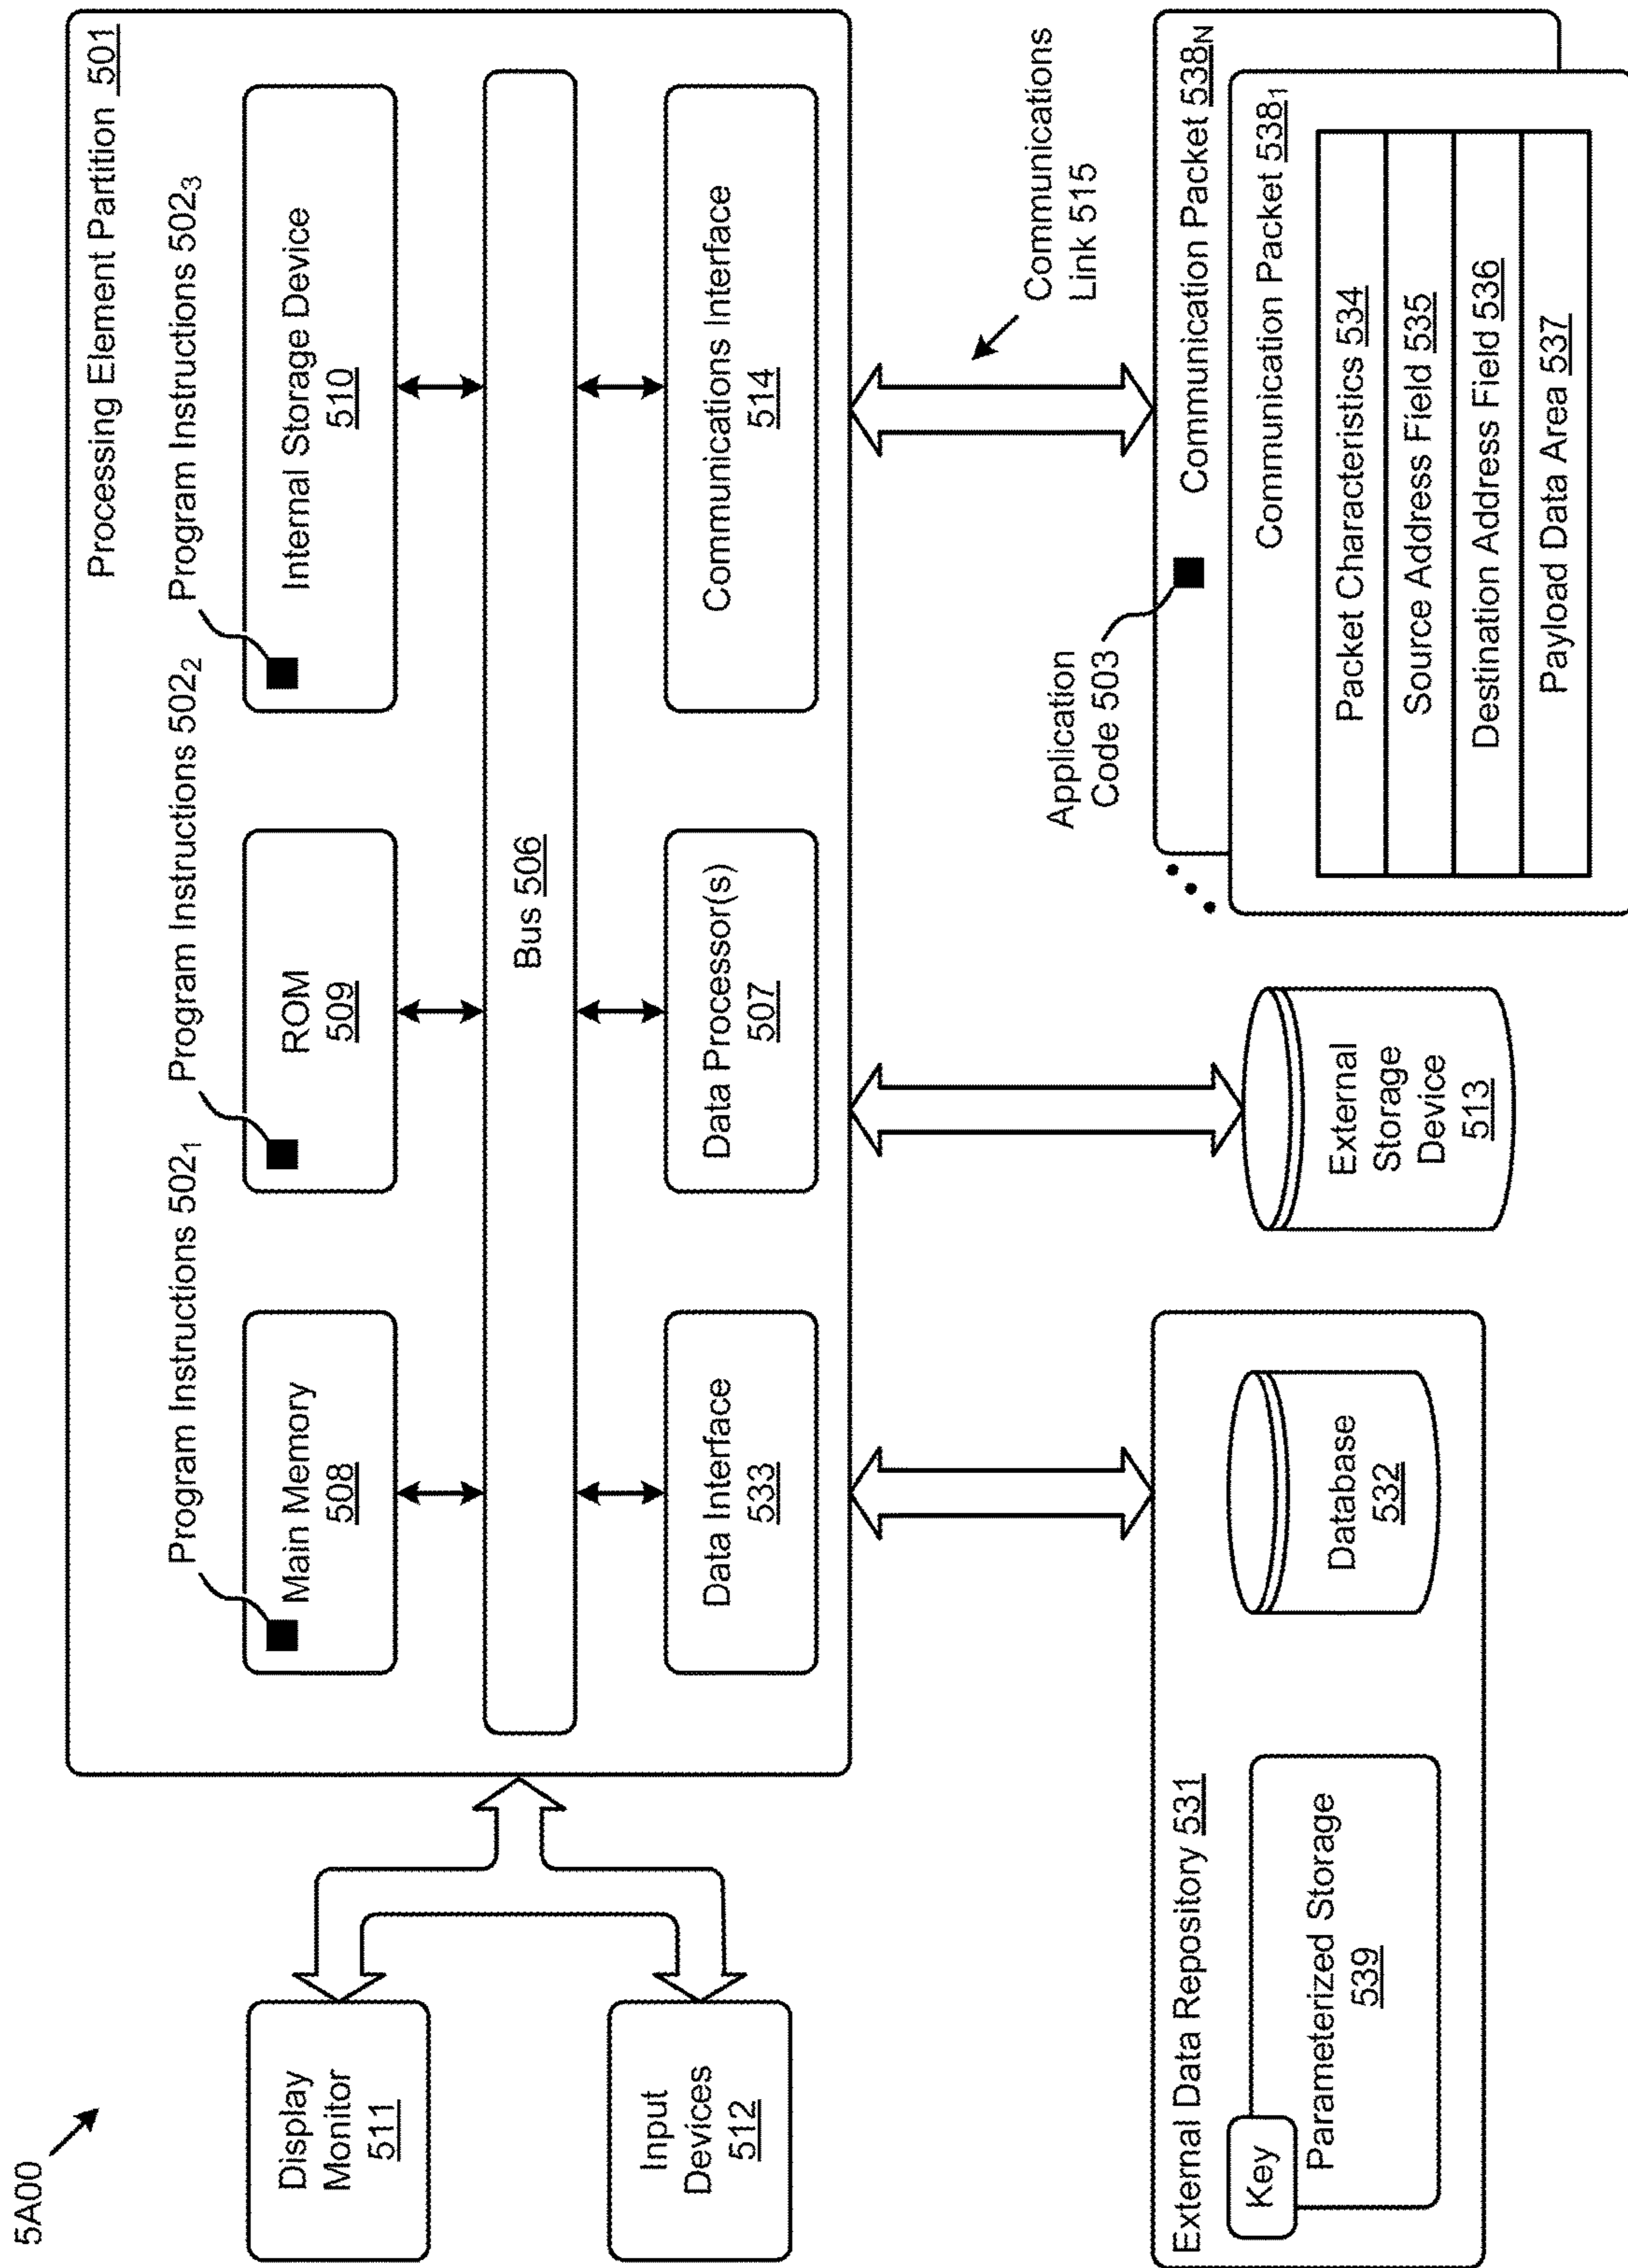 5A00
Processing Element Partition 501
Program Instructions 502₁
Program Instructions 502₂
Program Instructions 502₃
Main Memory
508
ROM
509
Internal Storage Device
510
Bus 506
Data Interface
533
Data Processor(s)
507
Communications Interface
514
Display
Monitor
511
Input
Devices
512
Communications
Link 515
External Data Repository 531
Key
Parameterized Storage
539
Database
532
External
Storage
Device
513
Application
Code 503
Communication Packet 538N
Communication Packet 538₁
Packet Characteristics 534
Source Address Field 535
Destination Address Field 536
Payload Data Area 537